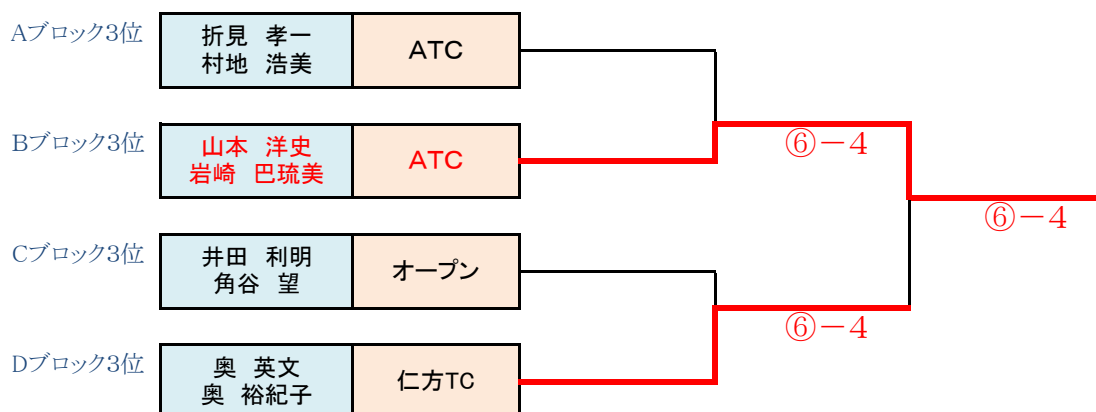 Aブロック3位
折見 孝一
村地 浩美
ATC
Bブロック3位
山本 洋史
岩崎 巴琉美
ATC
⑥－4
⑥－4
Cブロック3位
井田 利明
角谷 望
オープン
⑥－4
Dブロック3位
奥 英文
奥 裕紀子
仁方TC